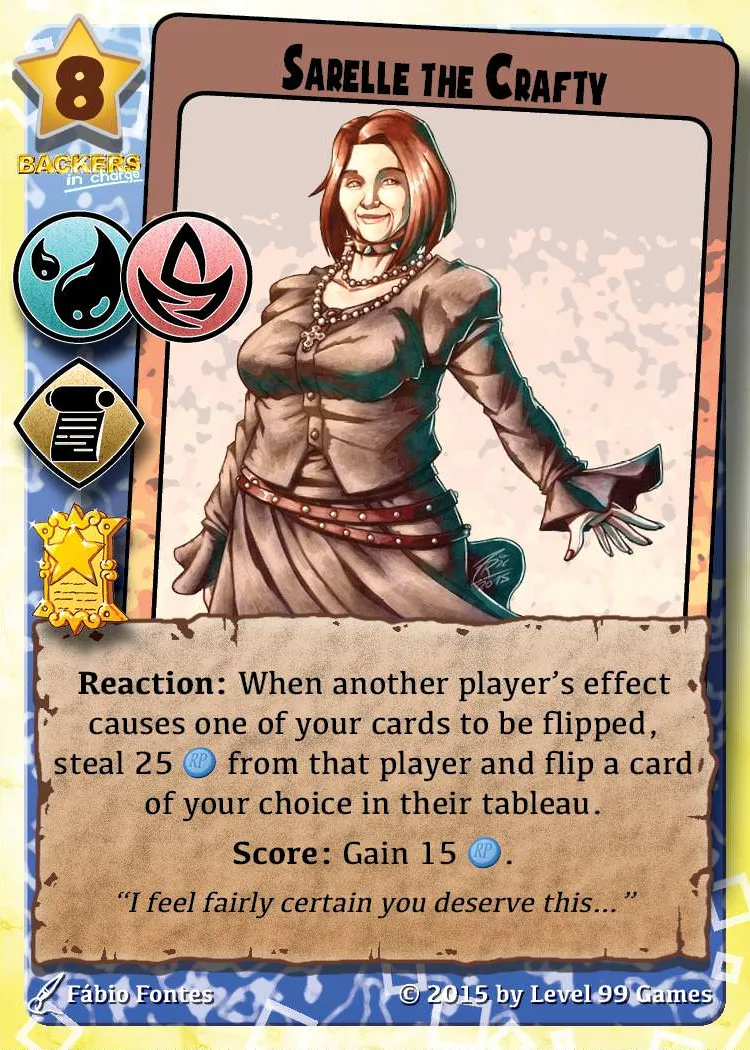 8
SARELLE THE CRAFTY
BACKERS
in charge
Reaction: When another player’s effect
causes one of your cards to be flipped,
steal 25 RP from that player and flip a card
of your choice in their tableau.
Score: Gain 15 RP.
“I feel fairly certain you deserve this...”
Fábio Fontes
© 2015 by Level 99 Games